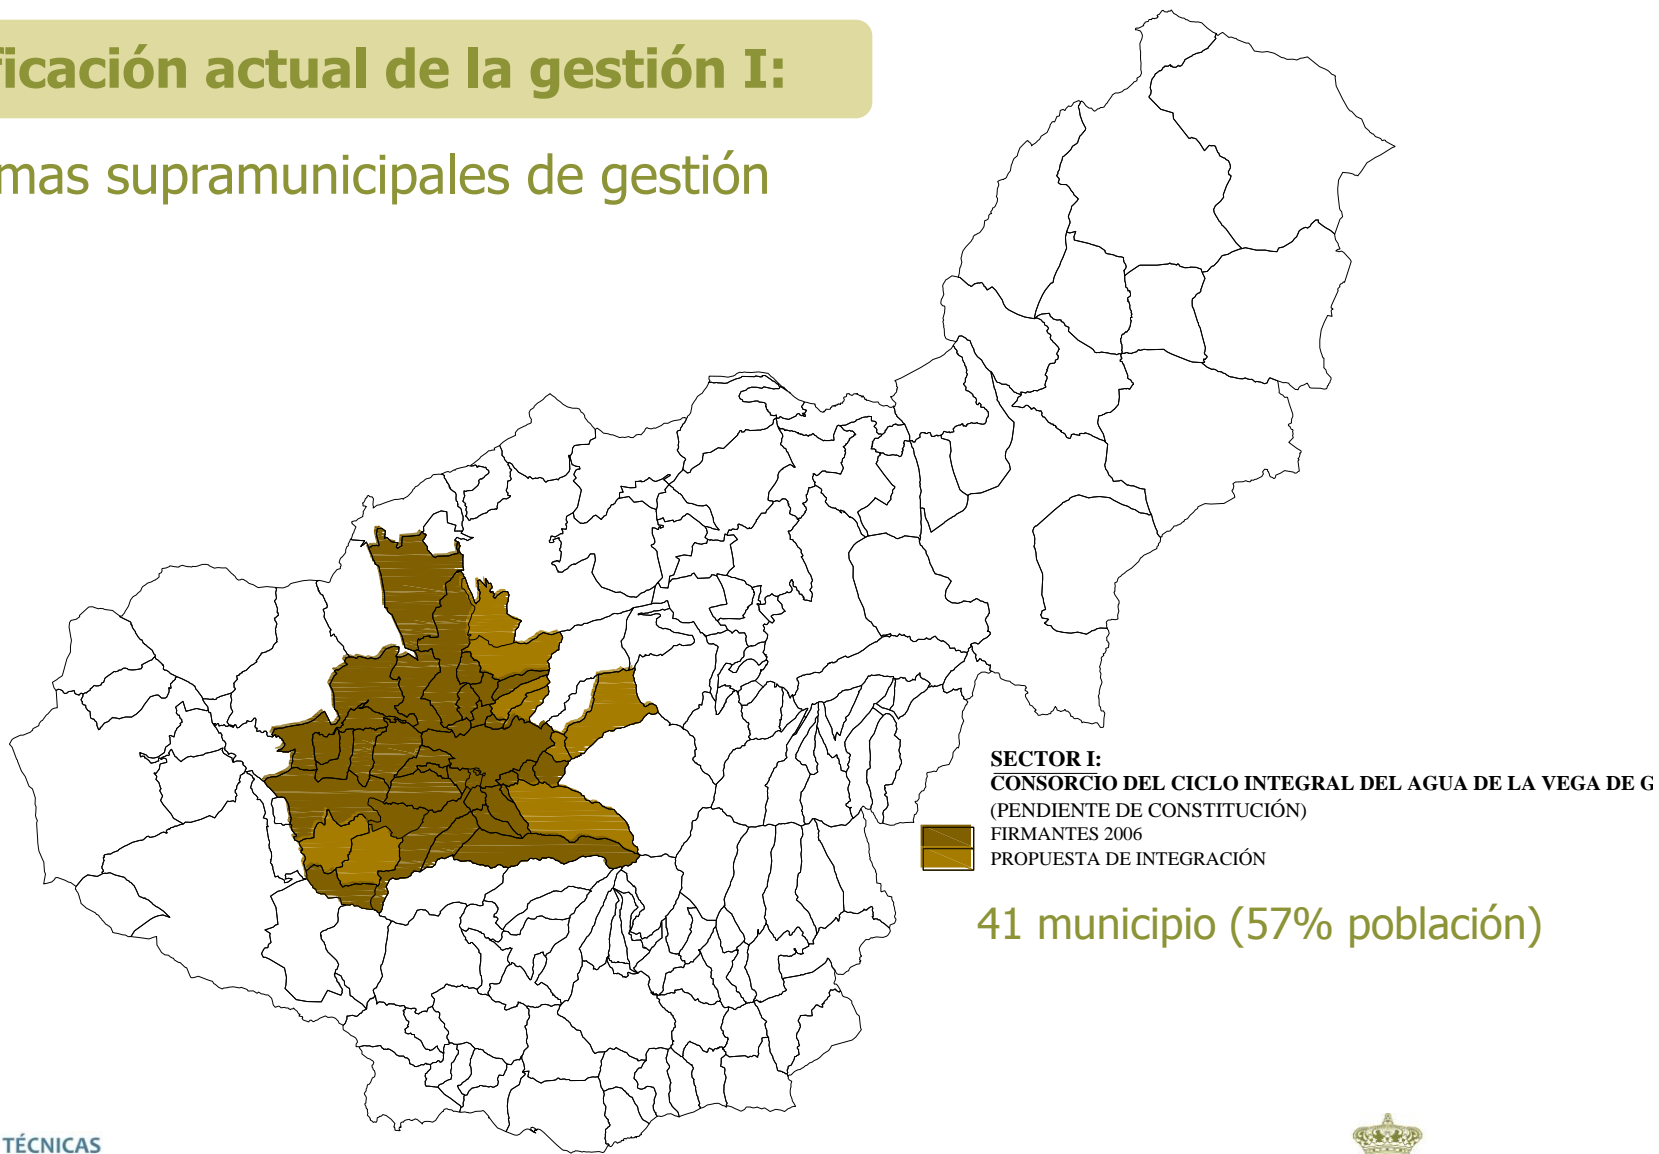 ficación actual de la gestión I:
mas supramunicipales de gestión
SECTOR I:
CONSORCIO DEL CICLO INTEGRAL DEL AGUA DE LA VEGA DE G
(PENDIENTE DE CONSTITUCIÓN)
FIRMANTES 2006
PROPUESTA DE INTEGRACIÓN
41 municipio (57% población)
TÉCNICAS